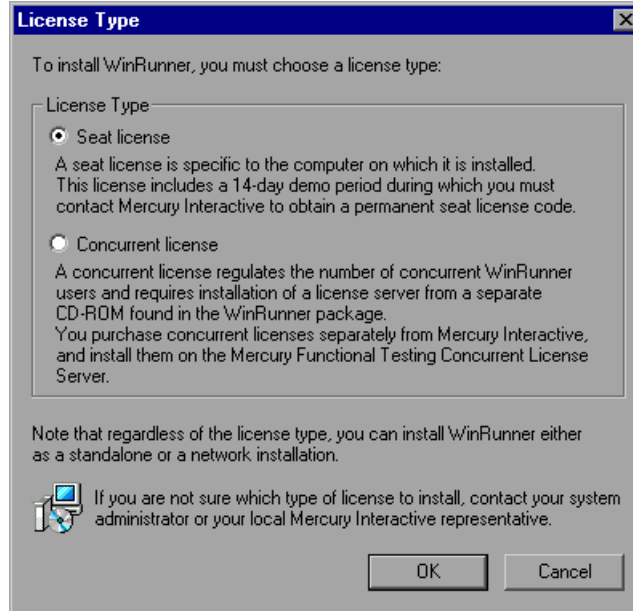 License Type
To install WinRunner, you must choose a license type:
License Type
Seat license
A seat license is specific to the computer on which it is installed.
This license includes a 14-day demo period during which you must
contact Mercury Interactive to obtain a permanent seat license code.
Concurrent license
A concurrent license regulates the number of concurrent WinRunner
users and requires installation of a license server from a separate
CD-ROM found in the WinRunner package.
You purchase concurrent licenses separately from Mercury Interactive,
and install them on the Mercury Functional Testing Concurrent License
Server.
Note that regardless of the license type, you can install WinRunner either
as a standalone or a network installation.
If you are not sure which type of license to install, contact your system
administrator or your local Mercury Interactive representative.
OK
Cancel